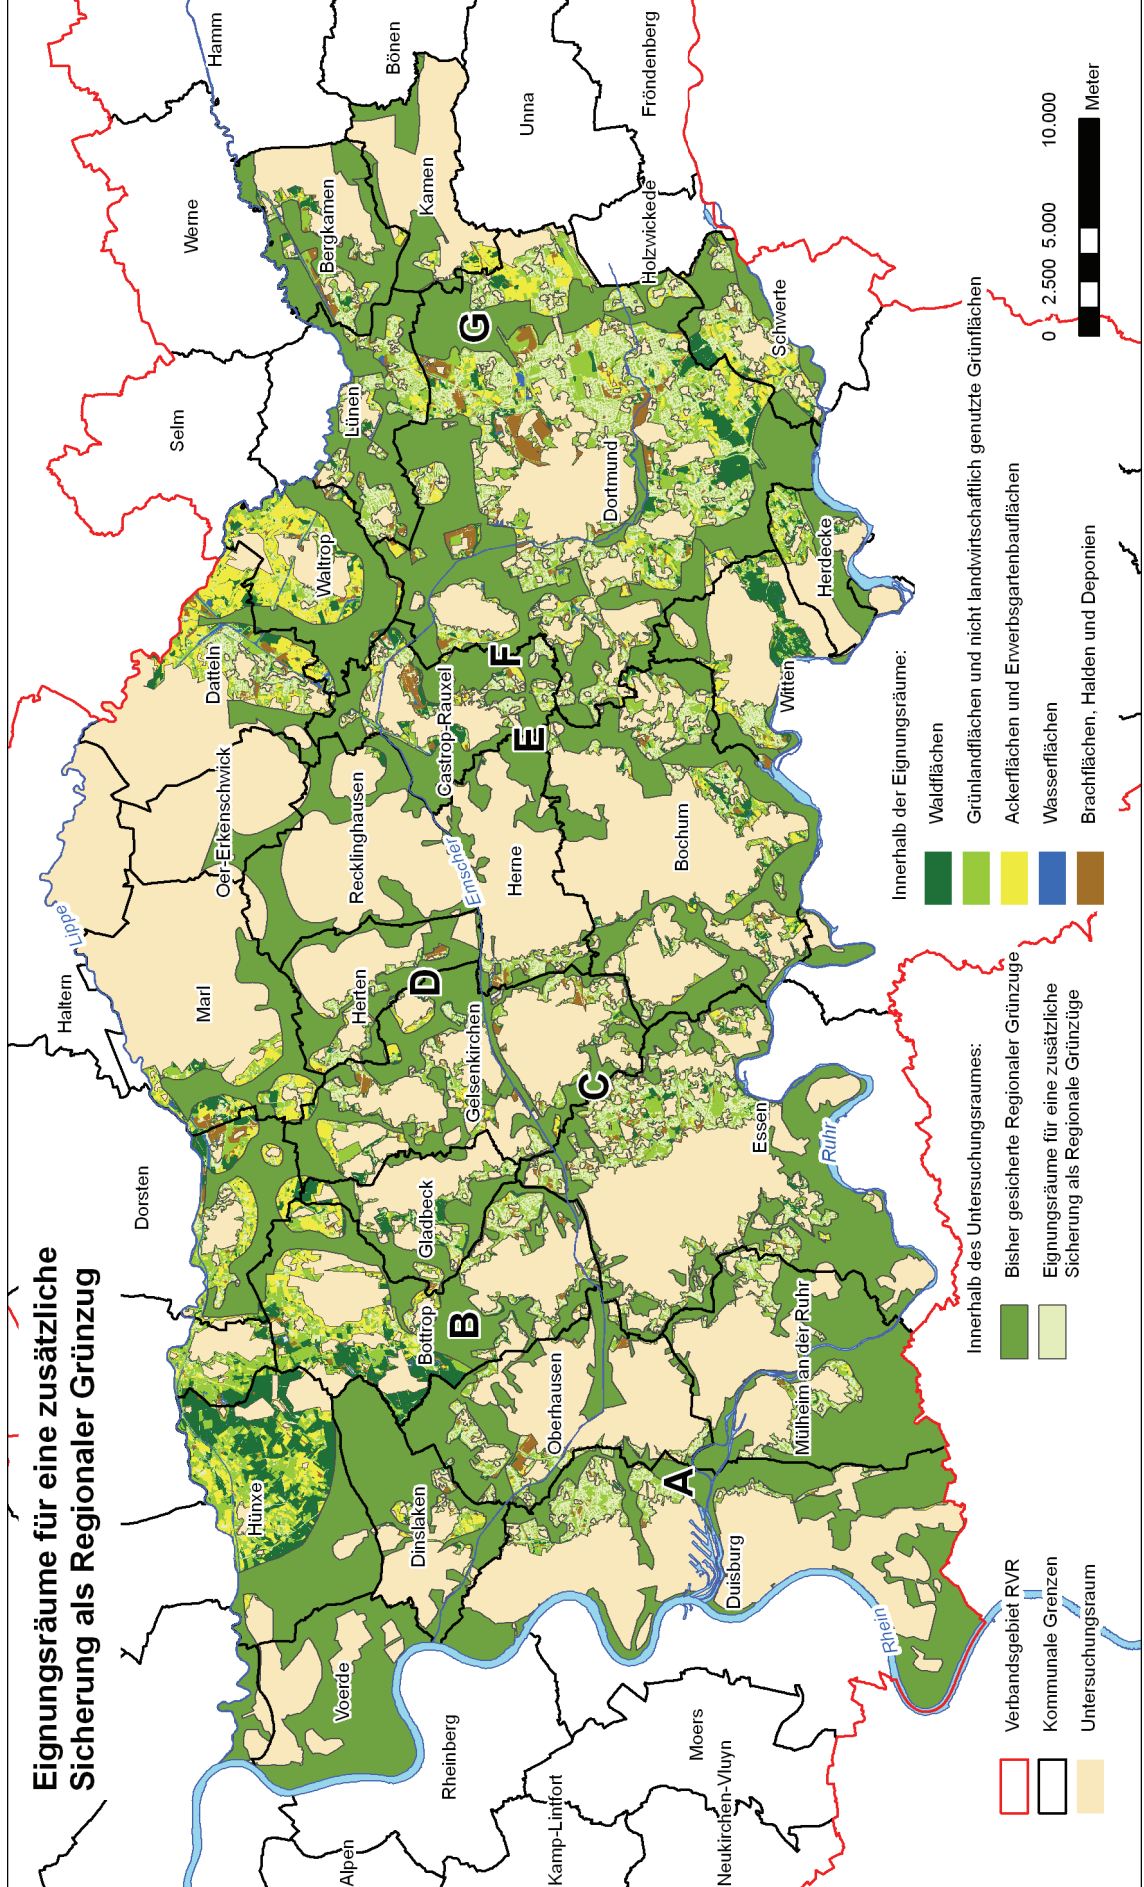 Eignungsräume für eine zusätzliche
Sicherung als Regionaler Grünzug
Haltern
Dorsten
Selm
Werne
Hamm
Bönen
Unna
Fröndenberg
Holzwickede
Kamen
Bergkamen
Lünen
Waltrop
Datteln
Oer-Erkenschwick
Marl
Lippe
Hünxe
Voerde
Dinslaken
Bottrop
Gladbeck
Gelsenkirchen
Herten
Recklinghausen
Castrop-Rauxel
Emscher
Herne
Dortmund
Schwerte
Herdecke
Witten
Bochum
Essen
Ruhr
Mülheim an der Ruhr
Oberhausen
Duisburg
Rhein
Rheinberg
Alpen
Kamp-Lintfort
Moers
Neukirchen-Vluyn
A
B
C
D
E
F
G
Verbandsgebiet RVR
Kommunale Grenzen
Untersuchungsraum
Innerhalb des Untersuchungsraumes:
Bisher gesicherte Regionaler Grünzuge
Eignungsräume für eine zusätzliche
Sicherung als Regionale Grünzüge
Innerhalb der Eignungsräume:
Waldflächen
Grünlandflächen und nicht landwirtschaftlich genutzte Grünflächen
Ackerflächen und Erwerbsgartenbauflächen
Wasserflächen
Brachflächen, Halden und Deponien
0 2.500 5.000 10.000
Meter